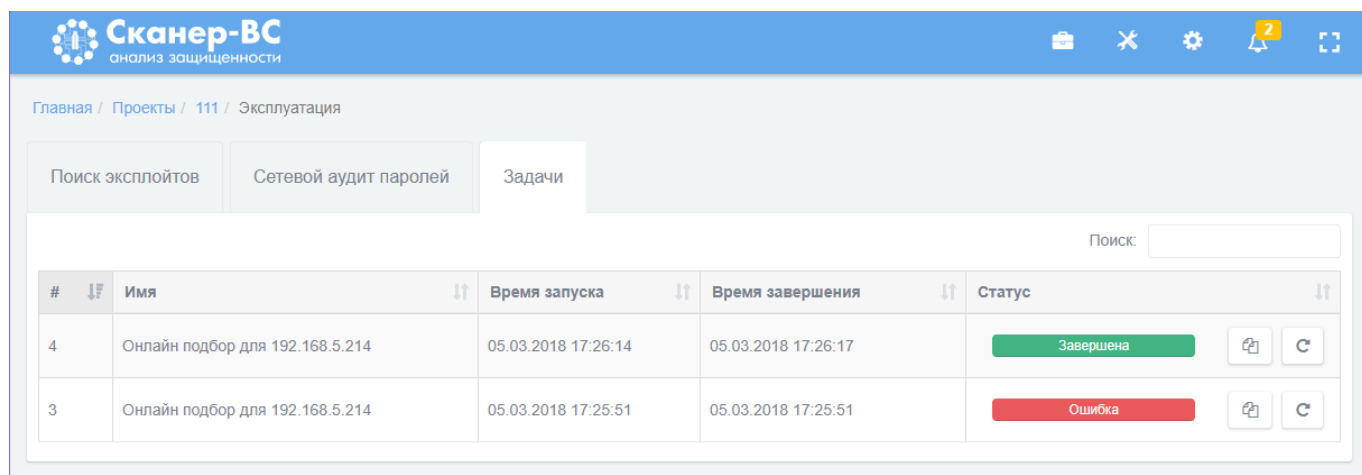 Сканер-ВС
анализ защищенности
2
Главная / Проекты / 111 / Эксплуатация
Поиск эксплойтов Сетевой аудит паролей Задачи
Поиск:
# Имя Время запуска Время завершения Статус
4 Онлайн подбор для 192.168.5.214 05.03.2018 17:26:14 05.03.2018 17:26:17 Завершена
3 Онлайн подбор для 192.168.5.214 05.03.2018 17:25:51 05.03.2018 17:25:51 Ошибка